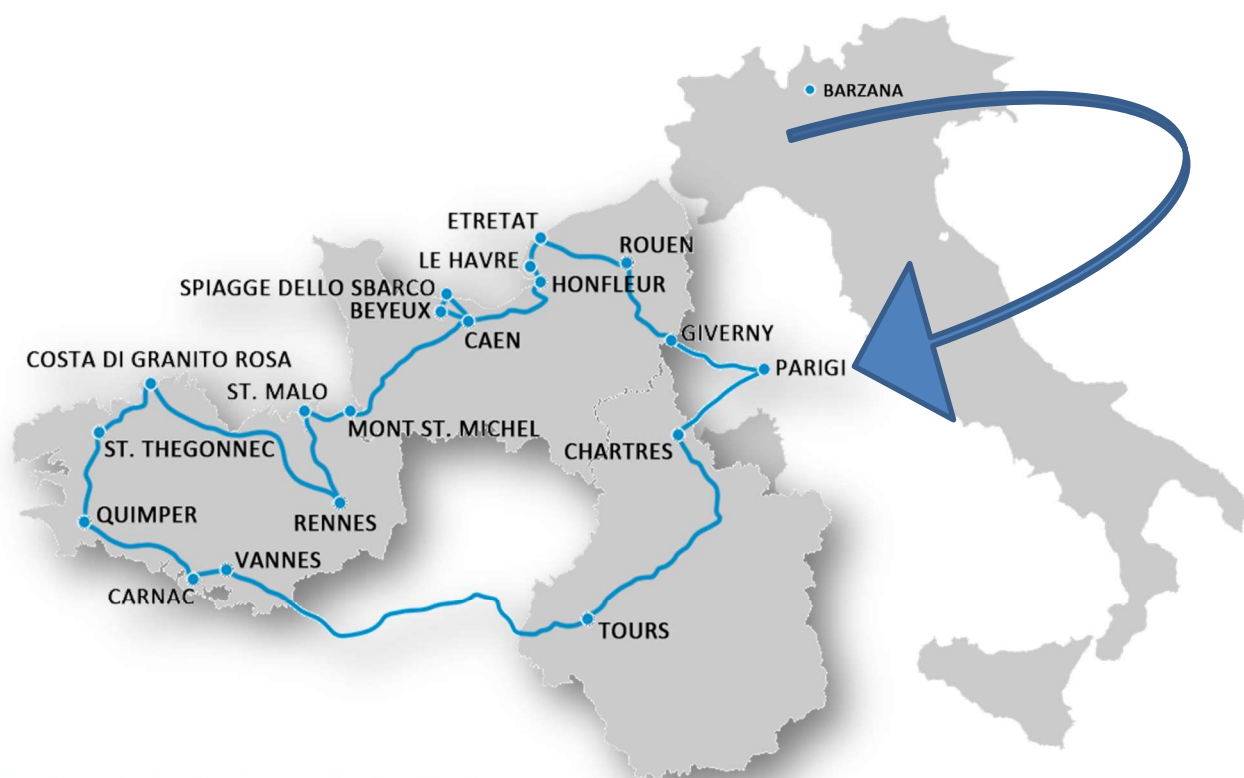 BARZANA
ETRETAT
ROUEN
LE HAVRE
SPIAGGE DELLO SBARCO
HONFLEUR
BEYEUX
CAEN
GIVERNY
COSTA DI GRANITO ROSA
PARIGI
ST. MALO
MONT ST. MICHEL
ST. THEGONNEC
CHARTRES
QUIMPER
RENNES
VANNES
CARNAC
TOURS